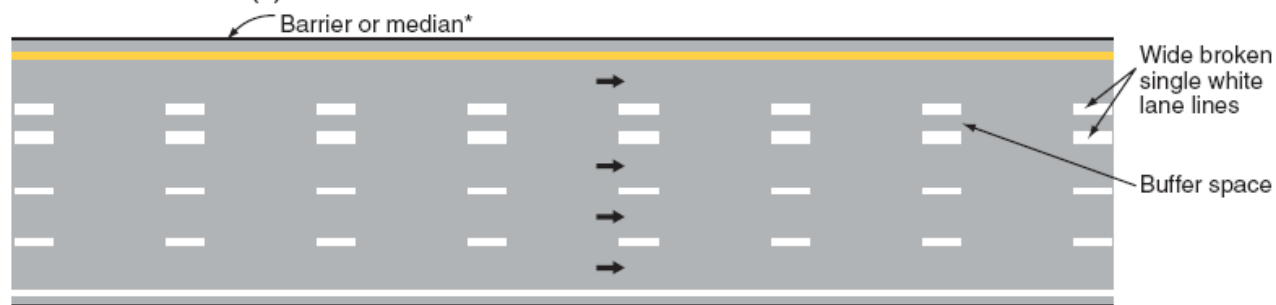 Barrier or median*
Wide broken
single white
lane lines
Buffer space